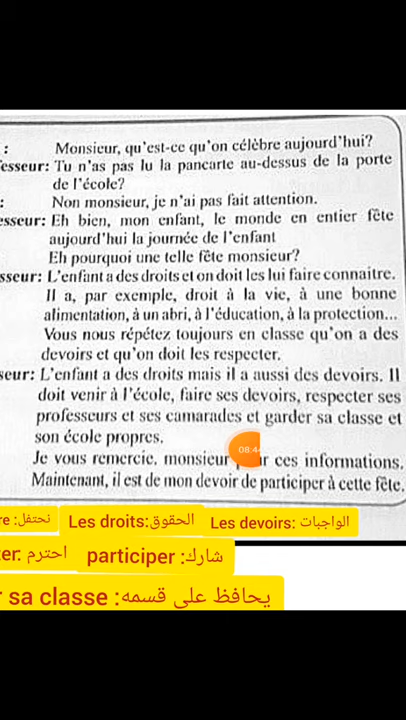 : Monsieur, qu'est-ce qu'on célèbre aujourd'hui?
esseur: Tu n'as pas lu la pancarte au-dessus de la porte
de l'école?
: Non monsieur, je n'ai pas fait attention.
esseur: Eh bien, mon enfant, le monde en entier fête
aujourd'hui la journée de l'enfant
Eh pourquoi une telle fête monsieur?
sseur: L'enfant a des droits et on doit les lui faire connaitre.
Il a, par exemple, droit à la vie, à une bonne
alimentation, à un abri, à l'éducation, à la protection...
Vous nous répétez toujours en classe qu'on a des
devoirs et qu'on doit les respecter.
seur: L'enfant a des droits mais il a aussi des devoirs. Il
doit venir à l'école, faire ses devoirs, respecter ses
professeurs et ses camarades et garder sa classe et
son école propres.
Je vous remercie, monsieur ces informations.
Maintenant, il est de mon devoir de participer à cette fête.
08:4
re :نحتفل Les droits:الحقوق Les devoirs: الواجبات
ter: احترم participer :شارك
r sa classe :يحافظ على قسمه